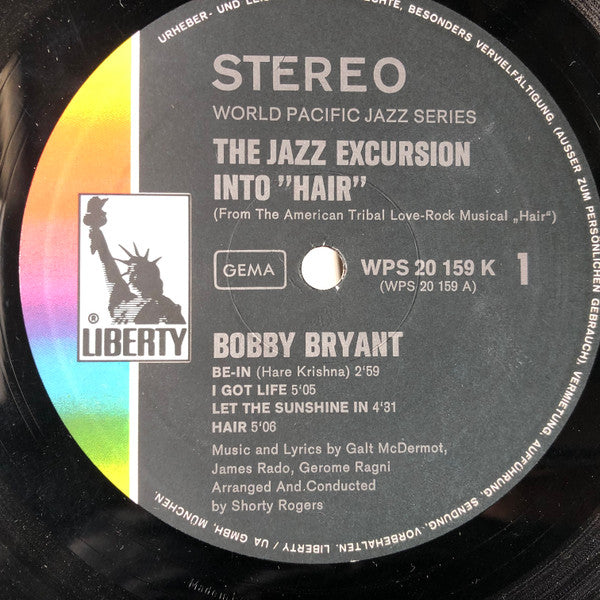 URHEBER- UND LEI
CHTE, BESONDERS VERVIELFÄLTIGUNG, (AUSSER ZUM PERSÖNLICHEN GEBRAUCH), VERMIETUNG, AUFFÜHRUNG, SENDUNG, VORBEHALTEN. LIBERTY / UA GMBH, MÜNCHEN.
STEREO
WORLD PACIFIC JAZZ SERIES
THE JAZZ EXCURSION
INTO "HAIR"
(From The American Tribal Love-Rock Musical „Hair“)
GEMA
WPS 20 159 K 1
(WPS 20 159 A)
®
LIBERTY
BOBBY BRYANT
BE-IN (Hare Krishna) 2'59
I GOT LIFE 5'05
LET THE SUNSHINE IN 4'31
HAIR 5'06
Music and Lyrics by Galt McDermot,
James Rado, Gerome Ragni
Arranged And.Conducted
by Shorty Rogers
Made in